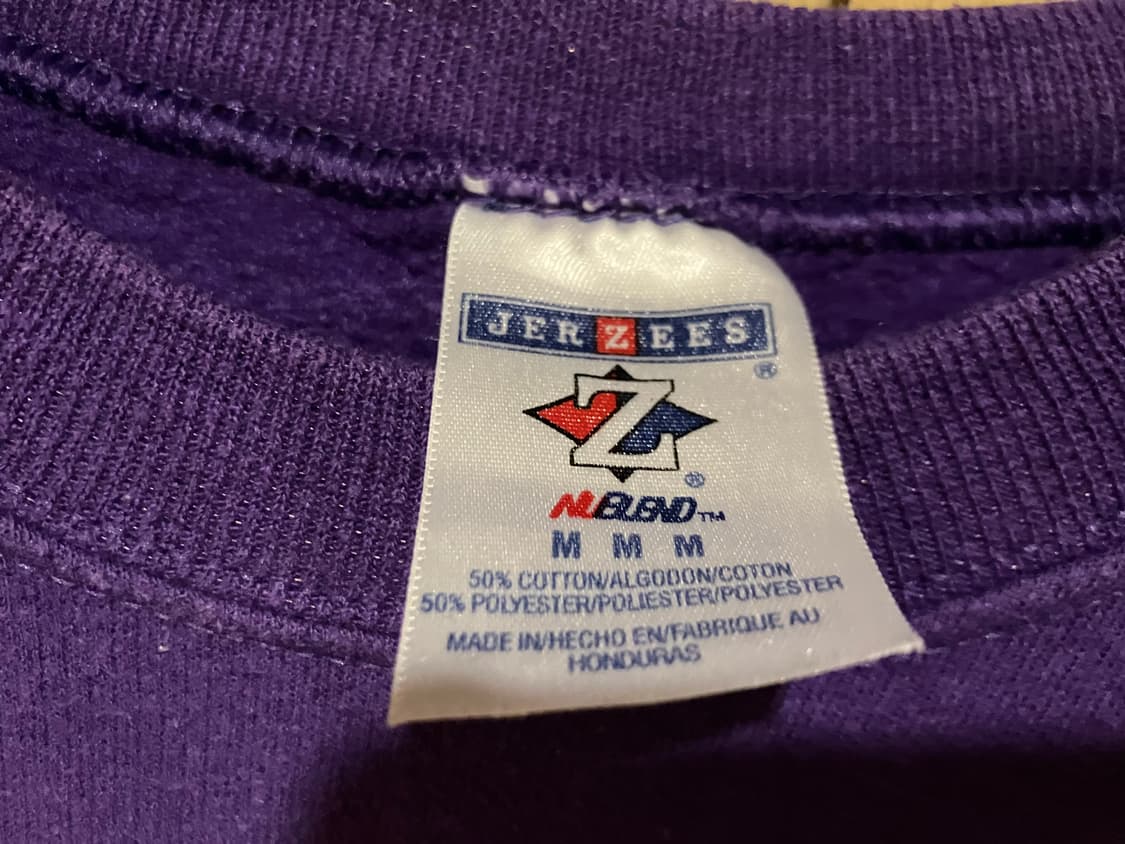 JERZEES
®
Z
®
NUBLEND™
M M M
50% COTTON/ALGODON/COTON
50% POLYESTER/POLIESTER/POLYESTER
MADE IN/HECHO EN/FABRIQUE AU
HONDURAS